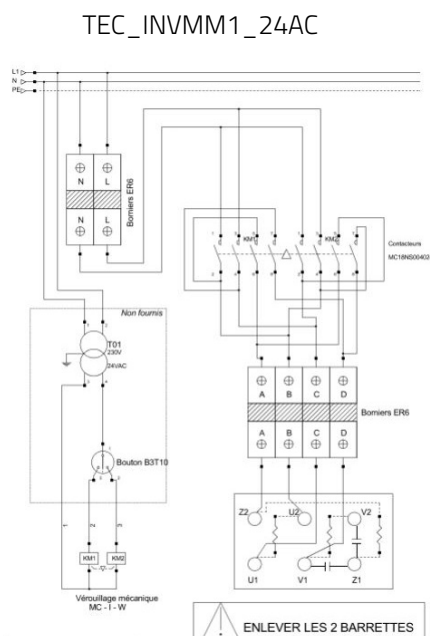 TEC_INVMM1_24AC
L1
N
PE
N L
N L
Borniers ER6
KM1
KM2
Contacteurs
MC18NS00402
Non fournis
T01
230V
24VAC
Bouton B3T10
1
2
3
KM1
KM2
Vérouillage mécanique
MC - I - W
A B C D
A B C D
Borniers ER6
Z2 U2 V2
U1 V1 Z1
ENLEVER LES 2 BARRETTES